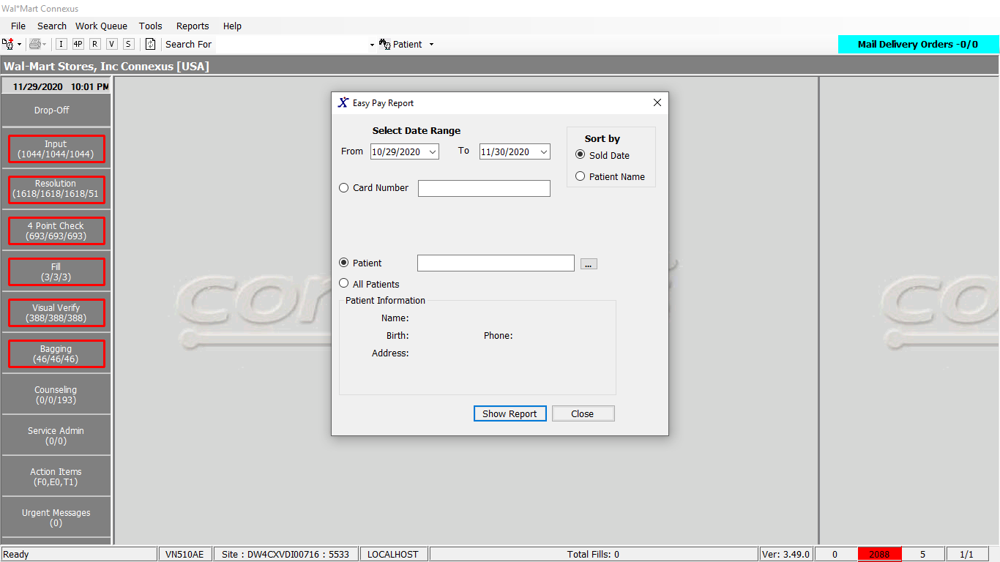 Wal*Mart Connexus
File Search Work Queue Tools Reports Help
I 4P R V S Search For Patient Mail Delivery Orders -0/0
Wal-Mart Stores, Inc Connexus [USA]
11/29/2020 10:01 PM
Drop-Off
Input
(1044/1044/1044)
Resolution
(1618/1618/1618/51
4 Point Check
(693/693/693)
Fill
(3/3/3)
Visual Verify
(388/388/388)
Bagging
(46/46/46)
Counseling
(0/0/193)
Service Admin
(0/0)
Action Items
(F0,E0,T1)
Urgent Messages
(0)
Easy Pay Report
Select Date Range
From 10/29/2020 To 11/30/2020
Sort by
Sold Date
Patient Name
Card Number
Patient ...
All Patients
Patient Information
Name:
Birth: Phone:
Address:
Show Report Close
con
co
Ready VN510AE Site : DW4CXVDI00716 : 5533 LOCALHOST Total Fills: 0 Ver: 3.49.0 0 2088 5 1/1